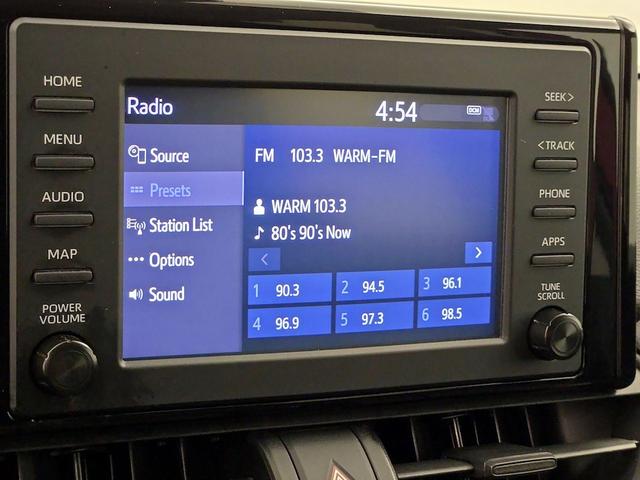 HOME
MENU
AUDIO
MAP
POWER
VOLUME
Radio
4:54
DCM
Source
Presets
Station List
Options
Sound
FM 103.3 WARM-FM
WARM 103.3
80's 90's Now
< >
1 90.3 2 94.5 3 96.1
4 96.9 5 97.3 6 98.5
SEEK >
< TRACK
PHONE
APPS
TUNE
SCROLL